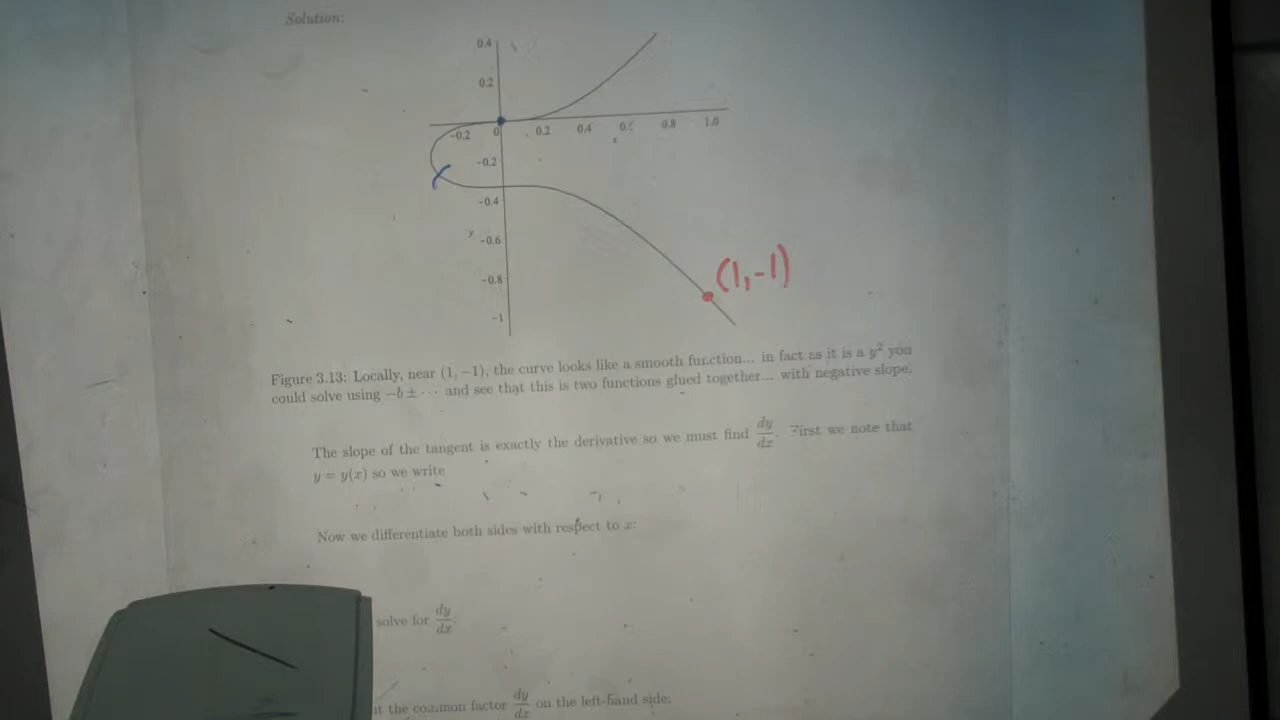 Solution:
0.4
0.2
-0.2 0 0.2 0.4 0.8 1.0
x
-0.2
-0.4
y
-0.6
-0.8
-1
(1,-1)
Figure 3.13: Locally, near (1, −1), the curve looks like a smooth function... in fact as it is a y² you
could solve using −b ± ··· and see that this is two functions glued together... with negative slope.
The slope of the tangent is exactly the derivative so we must find dy/dx. First we note that
y = y(x) so we write
Now we differentiate both sides with respect to x:
solve for dy/dx:
the common factor dy/dx on the left-hand side: